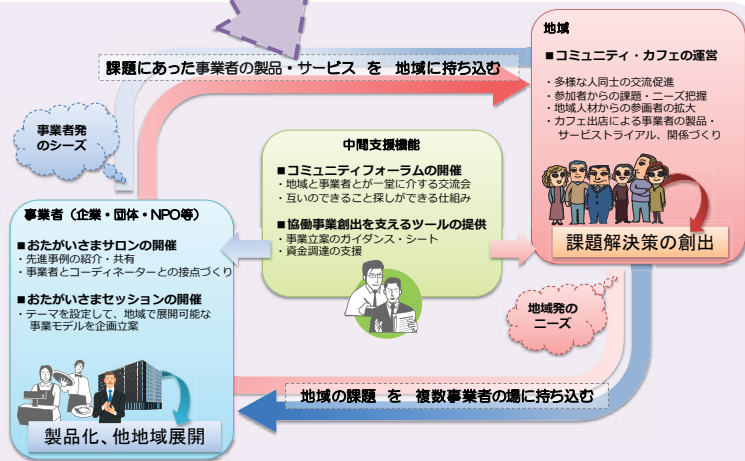 課題にあった事業者の製品・サービス を 地域に持ち込む
地域
■コミュニティ・カフェの運営
・多様な人同士の交流促進
・参加者からの課題・ニーズ把握
・地域人材からの参画者の拡大
・カフェ出店による事業者の製品・
サービストライアル、関係づくり
課題解決策の創出
事業者発
のシーズ
中間支援機能
■コミュニティフォーラムの開催
・地域と事業者とが一堂に介する交流会
・互いのできること探しができる仕組み
■協働事業創出を支えるツールの提供
・事業立案のガイダンス・シート
・資金調達の支援
事業者（企業・団体・NPO等）
■おたがいさまサロンの開催
・先進事例の紹介・共有
・事業者とコーディネーターとの接点づくり
■おたがいさまセッションの開催
・テーマを設定して、地域で展開可能な
事業モデルを企画立案
製品化、他地域展開
地域発の
ニーズ
地域の課題 を 複数事業者の場に持ち込む